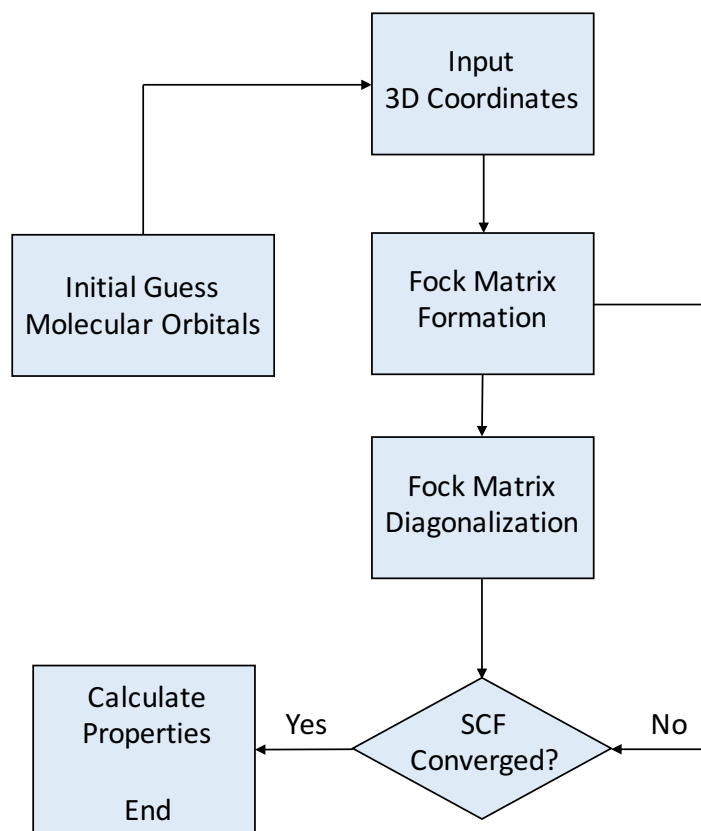 Input
3D Coordinates
Initial Guess
Molecular Orbitals
Fock Matrix
Formation
Fock Matrix
Diagonalization
Calculate
Properties
End
Yes
SCF
Converged?
No